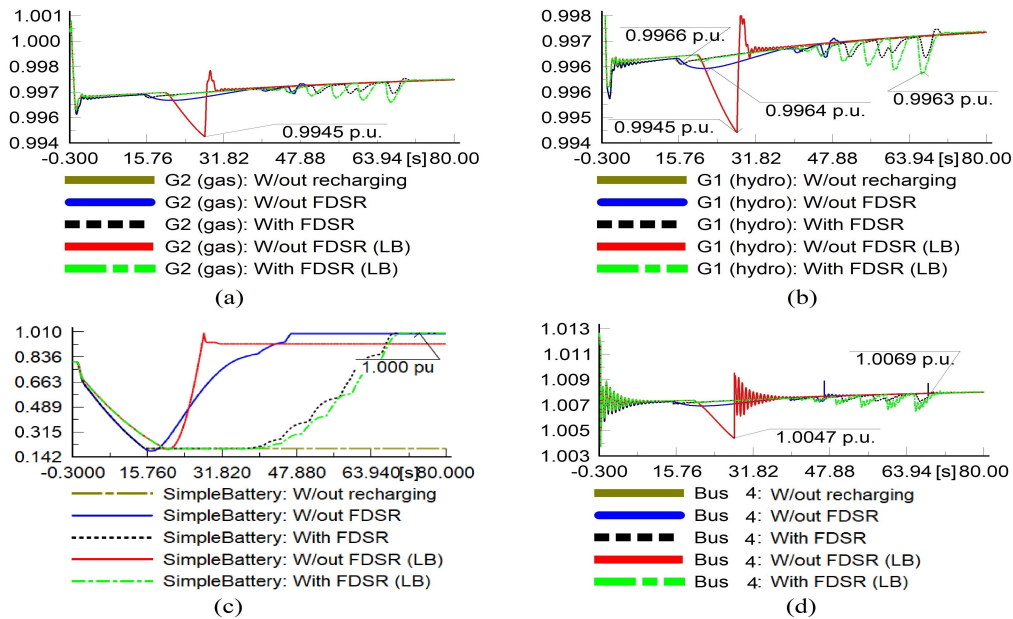 1.001
1.000
0.998
0.997
0.996
0.994
0.9945 p.u.
-0.300 15.76 31.82 47.88 63.94 [s] 80.00
G2 (gas): W/out recharging
G2 (gas): W/out FDSR
G2 (gas): With FDSR
G2 (gas): W/out FDSR (LB)
G2 (gas): With FDSR (LB)
(a)
0.998
0.997
0.996
0.996
0.995
0.994
0.9966 p.u.
0.9945 p.u.
0.9964 p.u.
0.9963 p.u.
-0.300 15.76 31.82 47.88 63.94 [s] 80.00
G1 (hydro): W/out recharging
G1 (hydro): W/out FDSR
G1 (hydro): With FDSR
G1 (hydro): W/out FDSR (LB)
G1 (hydro): With FDSR (LB)
(b)
1.010
0.836
0.663
0.489
0.315
0.142
1.000 pu
-0.300 15.760 31.820 47.880 63.940 [s] 80.000
SimpleBattery: W/out recharging
SimpleBattery: W/out FDSR
SimpleBattery: With FDSR
SimpleBattery: W/out FDSR (LB)
SimpleBattery: With FDSR (LB)
(c)
1.013
1.011
1.009
1.007
1.005
1.003
1.0069 p.u.
1.0047 p.u.
-0.300 15.76 31.82 47.88 63.94 [s] 80.00
Bus 4: W/out recharging
Bus 4: W/out FDSR
Bus 4: With FDSR
Bus 4: W/out FDSR (LB)
Bus 4: With FDSR (LB)
(d)